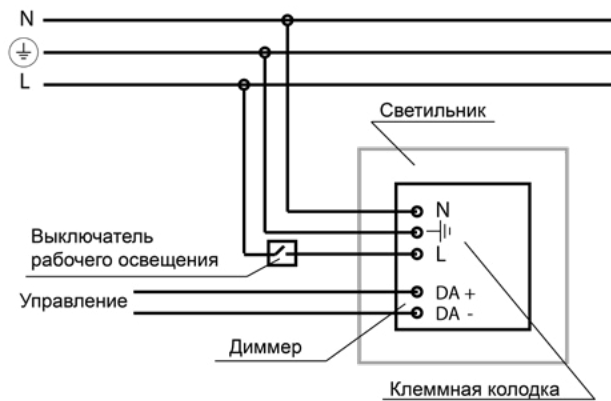 N
L
Светильник
N
L
Выключатель
рабочего освещения
Управление
DA +
DA -
Диммер
Клеммная колодка